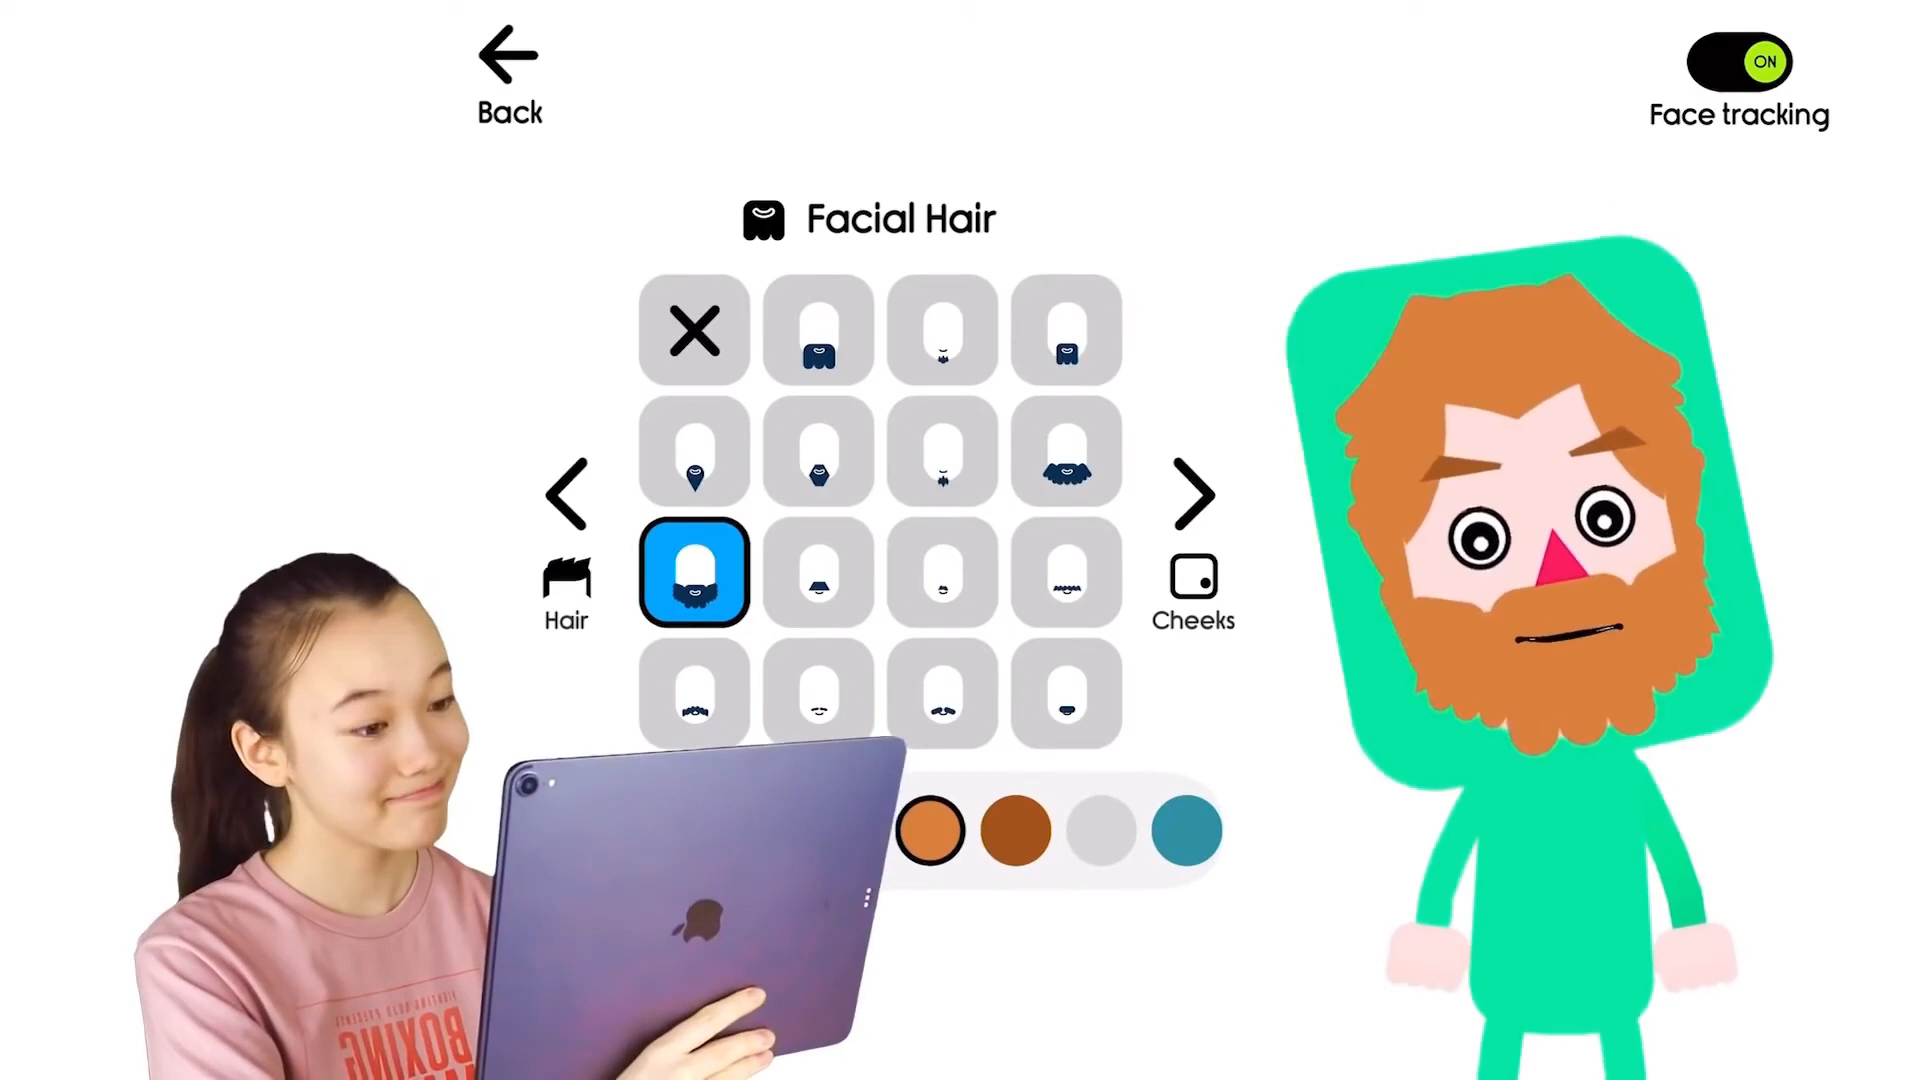 Back
ON
Face tracking
Facial Hair
Hair
Cheeks
BOXING